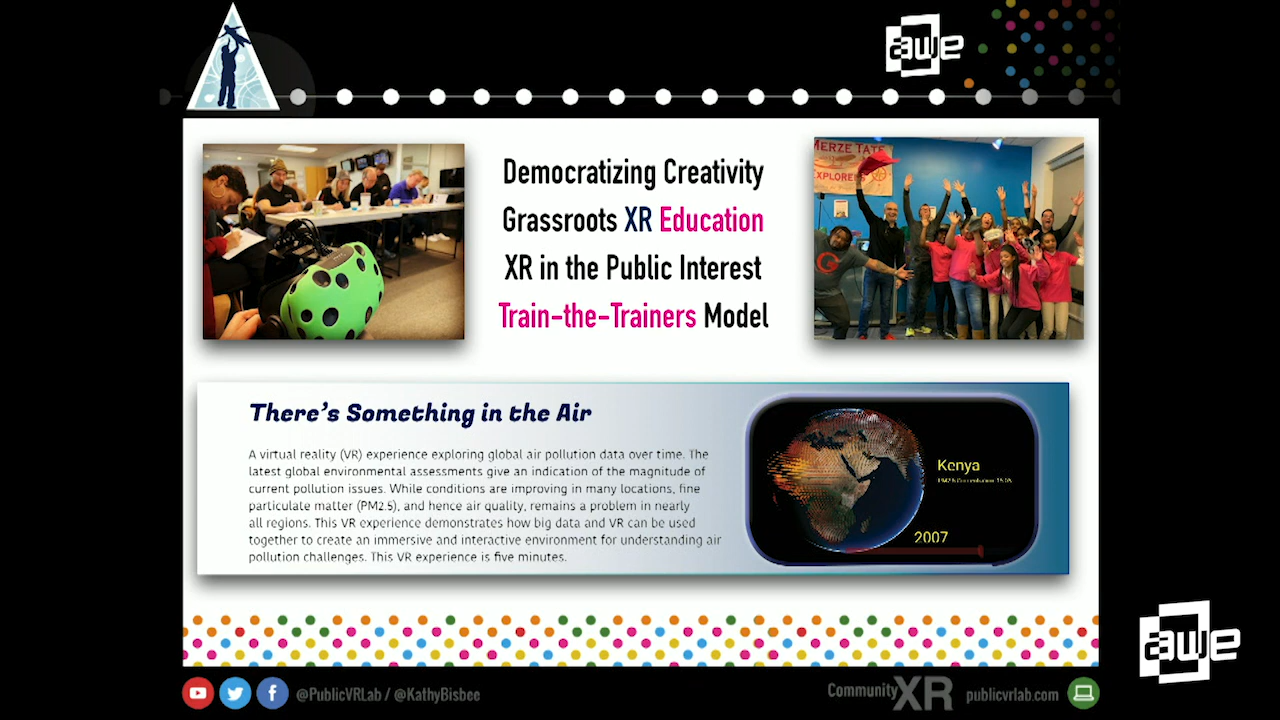 awe
MERZE TATE
EXPLORERS
Democratizing Creativity
Grassroots XR Education
XR in the Public Interest
Train-the-Trainers Model
There's Something in the Air
A virtual reality (VR) experience exploring global air pollution data over time. The
latest global environmental assessments give an indication of the magnitude of
current pollution issues. While conditions are improving in many locations, fine
particulate matter (PM2.5), and hence air quality, remains a problem in nearly
all regions. This VR experience demonstrates how big data and VR can be used
together to create an immersive and interactive environment for understanding air
pollution challenges. This VR experience is five minutes.
Kenya
PM2.5 Concentration:
2007
awe
@PublicVRLab / @KathyBisbee
CommunityXR publicvrlab.com